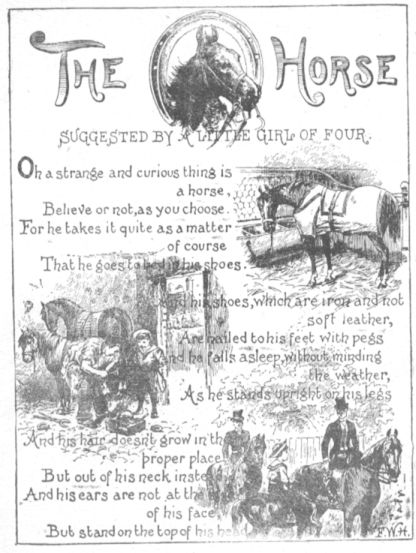 THE HORSE
SUGGESTED BY A LITTLE GIRL OF FOUR.
Oh a strange and curious thing is
a horse,
Believe or not, as you choose.
For he takes it quite as a matter
of course
That he goes to bed in his shoes.
And his shoes, which are iron and not
soft leather,
Are nailed to his feet with pegs
And he falls asleep, without minding
the weather,
As he stands upright on his legs
And his hair doesn't grow in the
proper place
But out of his neck instead
And his ears are not at the
of his face,
But stand on the top of his head
F.W.H.